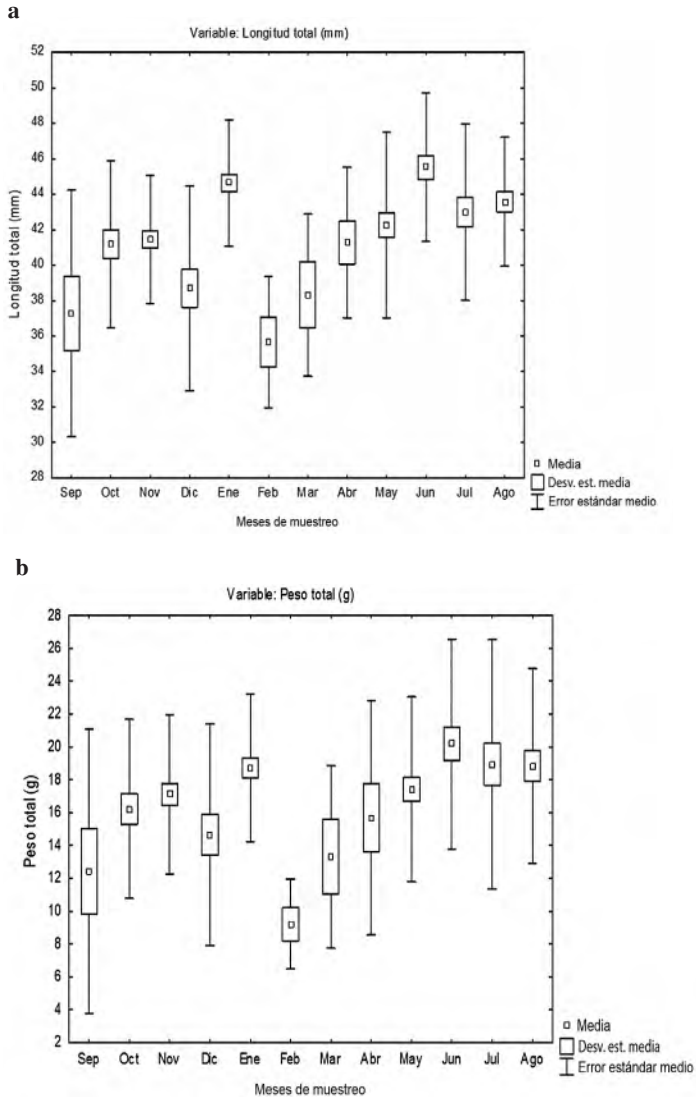 a
Variable: Longitud total (mm)
52
50
48
46
44
42
40
38
36
34
32
30
28
Longitud total (mm)
Sep Oct Nov Dic Ene Feb Mar Abr May Jun Jul Ago
Meses de muestreo
Media
Desv. est. media
Error estándar medio
b
Variable: Peso total (g)
28
26
24
22
20
18
16
14
12
10
8
6
4
2
Peso total (g)
Sep Oct Nov Dic Ene Feb Mar Abr May Jun Jul Ago
Meses de muestreo
Media
Desv. est. media
Error estándar medio